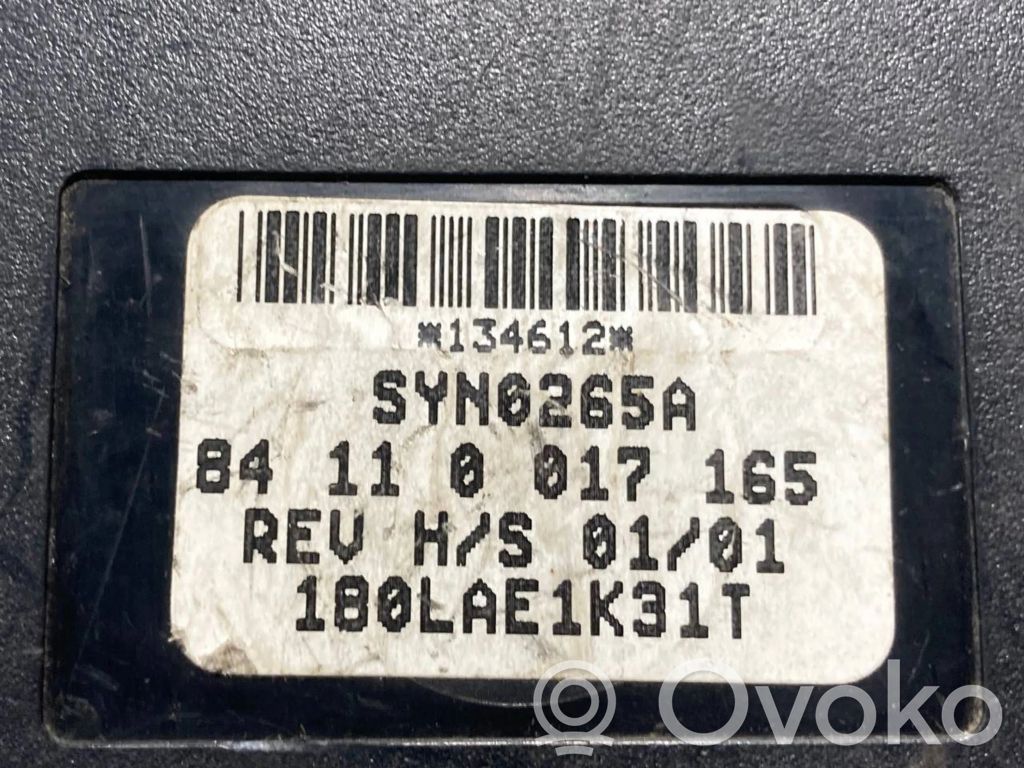 *134612*
SYN0265A
84 11 0 017 165
REV H/S 01/01
180LAE1K31T
Ovoko